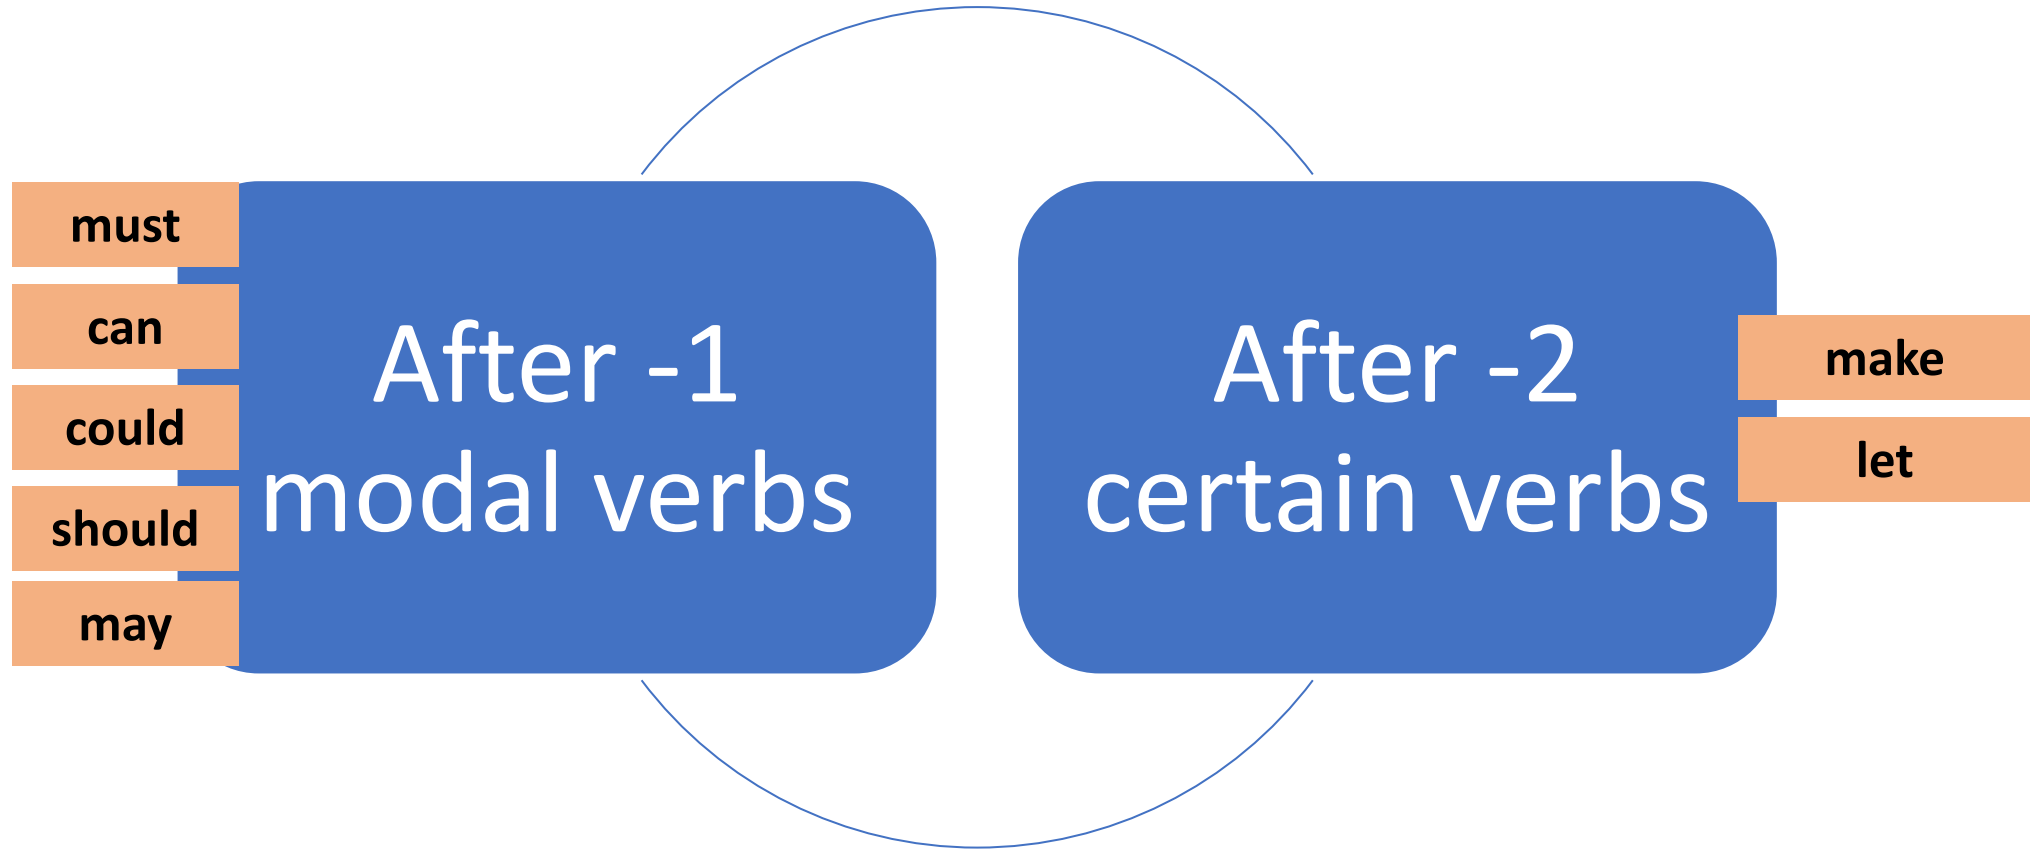 must
can
could
should
may
After -1
modal verbs
After -2
certain verbs
make
let